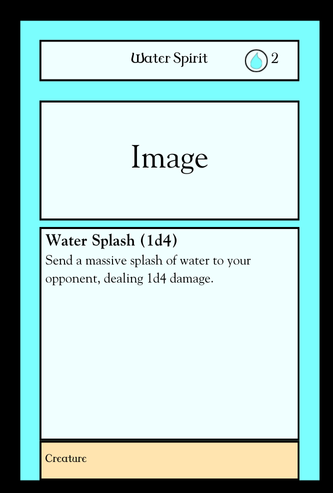 Water Spirit 2
Image
Water Splash (1d4)
Send a massive splash of water to your
opponent, dealing 1d4 damage.
Creature